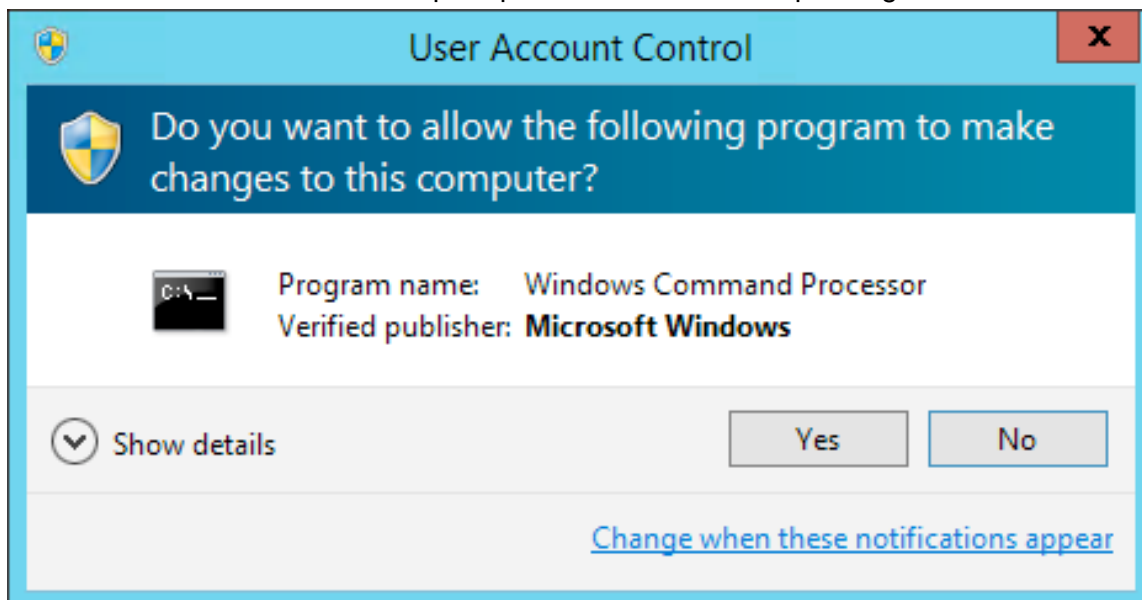 User Account Control
x
Do you want to allow the following program to make
changes to this computer?
C:\
Program name: Windows Command Processor
Verified publisher: Microsoft Windows
Show details
Yes
No
Change when these notifications appear